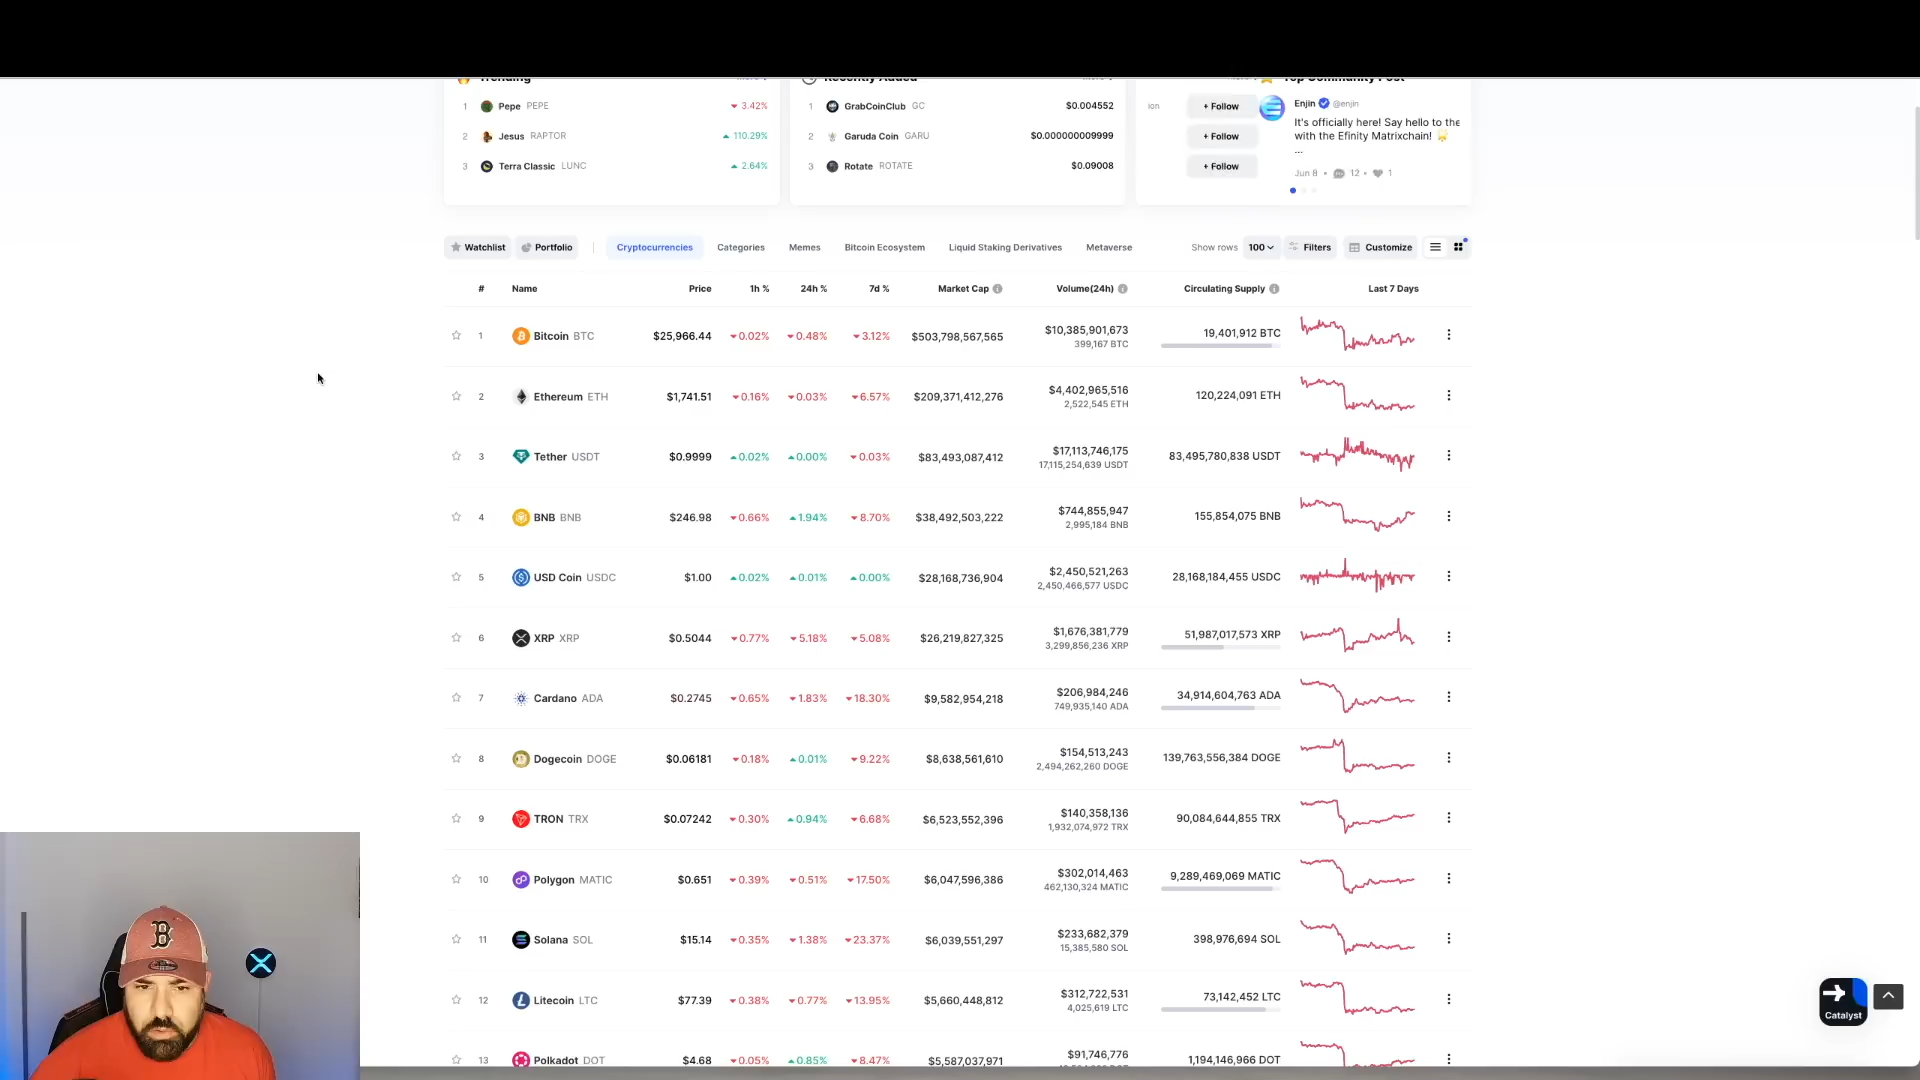 Trending
Recently Added
Top Community Post
1 Pepe PEPE 3.42%
2 Jesus RAPTOR 110.29%
3 Terra Classic LUNC 2.64%
1 GrabCoinClub GC $0.004552
2 Garuda Coin GARU $0.000000009999
3 Rotate ROTATE $0.09008
ion + Follow
+ Follow
+ Follow
Enjin @enjin
It's officially here! Say hello to the
with the Efinity Matrixchain!
...
Jun 8 • 12 • 1
Watchlist Portfolio Cryptocurrencies Categories Memes Bitcoin Ecosystem Liquid Staking Derivatives Metaverse Show rows 100 Filters Customize
# Name Price 1h % 24h % 7d % Market Cap Volume(24h) Circulating Supply Last 7 Days
1 Bitcoin BTC $25,966.44 0.02% 0.48% 3.12% $503,798,567,565 $10,385,901,673 19,401,912 BTC
399,167 BTC
2 Ethereum ETH $1,741.51 0.16% 0.03% 6.57% $209,371,412,276 $4,402,965,516 120,224,091 ETH
2,522,545 ETH
3 Tether USDT $0.9999 0.02% 0.00% 0.03% $83,493,087,412 $17,113,746,175 83,495,780,838 USDT
17,115,254,639 USDT
4 BNB BNB $246.98 0.66% 1.94% 8.70% $38,492,503,222 $744,855,947 155,854,075 BNB
2,995,184 BNB
5 USD Coin USDC $1.00 0.02% 0.01% 0.00% $28,168,736,904 $2,450,521,263 28,168,184,455 USDC
2,450,466,577 USDC
6 XRP XRP $0.5044 0.77% 5.18% 5.08% $26,219,827,325 $1,676,381,779 51,987,017,573 XRP
3,299,856,236 XRP
7 Cardano ADA $0.2745 0.65% 1.83% 18.30% $9,582,954,218 $206,984,246 34,914,604,763 ADA
749,935,140 ADA
8 Dogecoin DOGE $0.06181 0.18% 0.01% 9.22% $8,638,561,610 $154,513,243 139,763,556,384 DOGE
2,494,262,260 DOGE
9 TRON TRX $0.07242 0.30% 0.94% 6.68% $6,523,552,396 $140,358,136 90,084,644,855 TRX
1,932,074,972 TRX
10 Polygon MATIC $0.651 0.39% 0.51% 17.50% $6,047,596,386 $302,014,463 9,289,469,069 MATIC
462,130,324 MATIC
11 Solana SOL $15.14 0.35% 1.38% 23.37% $6,039,551,297 $233,682,379 398,976,694 SOL
15,385,580 SOL
12 Litecoin LTC $77.39 0.38% 0.77% 13.95% $5,660,448,812 $312,722,531 73,142,452 LTC
4,025,619 LTC
13 Polkadot DOT $4.68 0.05% 0.85% 8.47% $5,587,037,971 $91,746,776 1,194,146,966 DOT
Catalyst
B